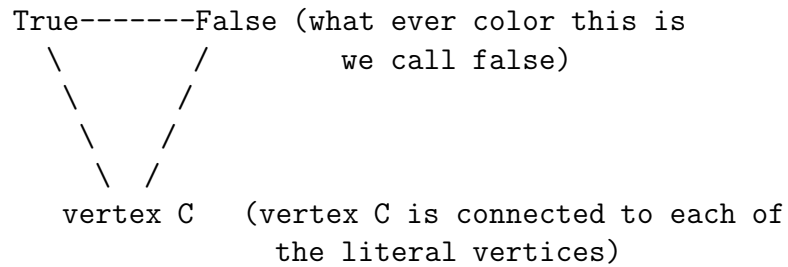 True-------False (what ever color this is
\ / we call false)
\ /
\ /
\ /
vertex C (vertex C is connected to each of
the literal vertices)